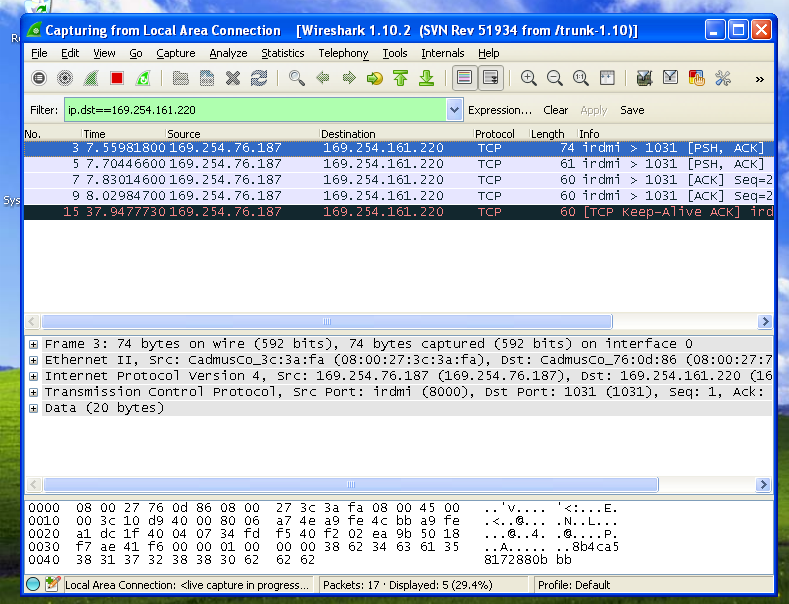 Capturing from Local Area Connection [Wireshark 1.10.2 (SVN Rev 51934 from /trunk-1.10)]
File Edit View Go Capture Analyze Statistics Telephony Tools Internals Help
Filter: ip.dst==169.254.161.220 Expression... Clear Apply Save
No. Time Source Destination Protocol Length Info
3 7.55981800 169.254.76.187 169.254.161.220 TCP 74 irdmi > 1031 [PSH, ACK]
5 7.70446600 169.254.76.187 169.254.161.220 TCP 61 irdmi > 1031 [PSH, ACK]
7 7.83014600 169.254.76.187 169.254.161.220 TCP 60 irdmi > 1031 [ACK] Seq=2
9 8.02984700 169.254.76.187 169.254.161.220 TCP 60 irdmi > 1031 [ACK] Seq=2
15 37.9477730 169.254.76.187 169.254.161.220 TCP 60 [TCP Keep-Alive ACK] ird
Sys
Frame 3: 74 bytes on wire (592 bits), 74 bytes captured (592 bits) on interface 0
Ethernet II, Src: CadmusCo_3c:3a:fa (08:00:27:3c:3a:fa), Dst: CadmusCo_76:0d:86 (08:00:27:7
Internet Protocol Version 4, Src: 169.254.76.187 (169.254.76.187), Dst: 169.254.161.220 (16
Transmission Control Protocol, Src Port: irdmi (8000), Dst Port: 1031 (1031), Seq: 1, Ack:
Data (20 bytes)
0000 08 00 27 76 0d 86 08 00 27 3c 3a fa 08 00 45 00 ..'v.... '<:...E.
0010 00 3c 10 d9 40 00 80 06 a7 4e a9 fe 4c bb a9 fe .<..@... .N..L...
0020 a1 dc 1f 40 04 07 34 fd f5 40 f2 02 ea 9b 50 18 ...@..4. .@....P.
0030 f7 ae 41 f6 00 00 01 00 00 00 38 62 34 63 61 35 ..A..... ..8b4ca5
0040 38 31 37 32 38 38 30 62 62 62 8172880b bb
Local Area Connection: <live capture in progress... Packets: 17 · Displayed: 5 (29.4%) Profile: Default